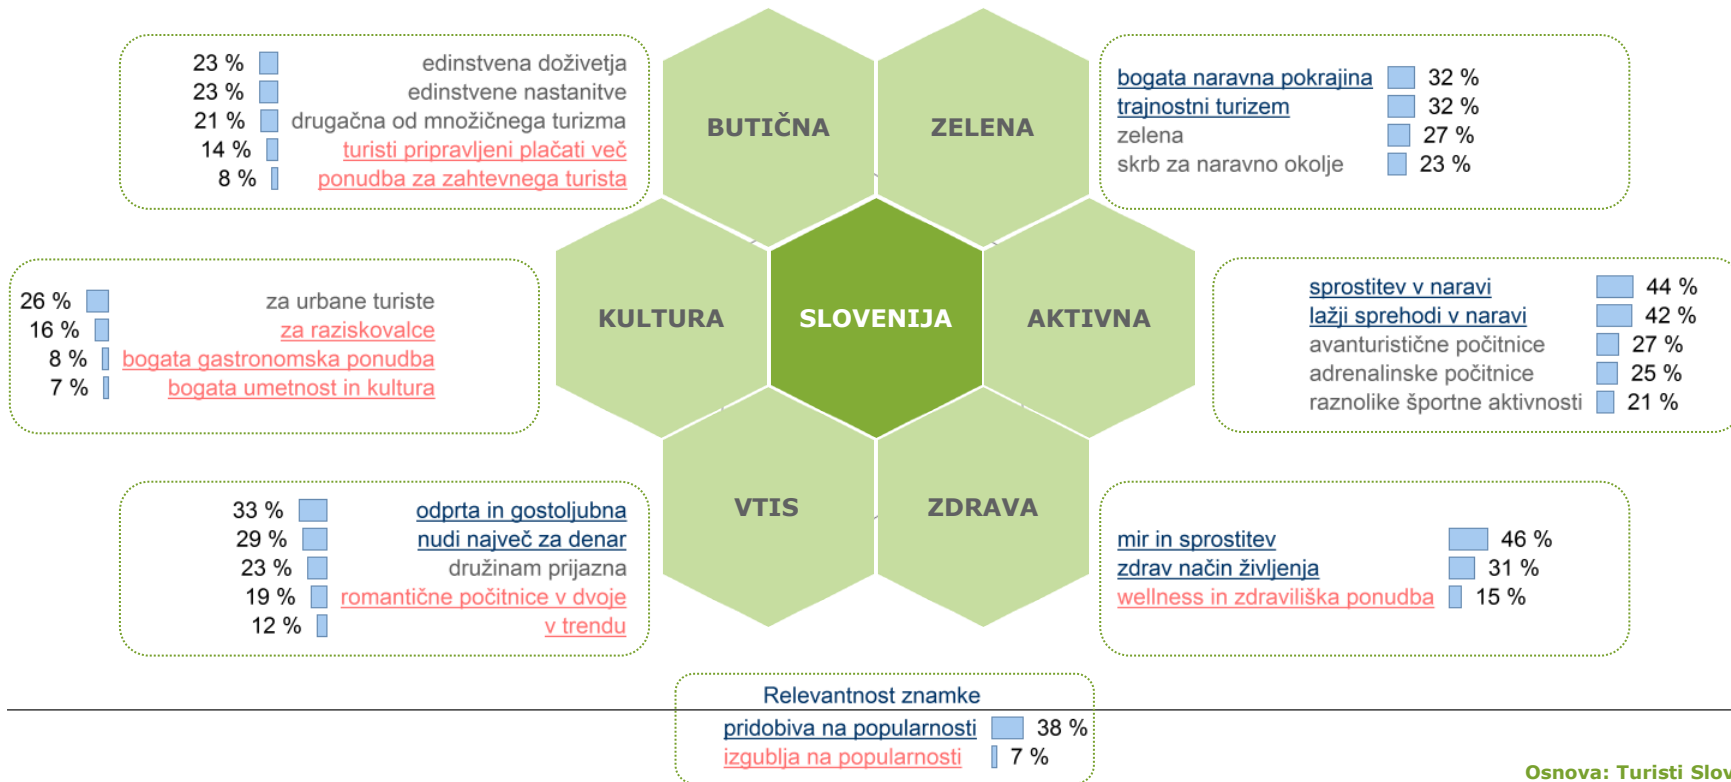 BUTIČNA
23 % edinstvena doživetja
23 % edinstvene nastanitve
21 % drugačna od množičnega turizma
14 % turisti pripravljeni plačati več
8 % ponudba za zahtevnega turista
ZELENA
bogata naravna pokrajina 32 %
trajnostni turizem 32 %
zelena 27 %
skrb za naravno okolje 23 %
KULTURA
26 % za urbane turiste
16 % za raziskovalce
8 % bogata gastronomska ponudba
7 % bogata umetnost in kultura
SLOVENIJA
AKTIVNA
sprostitev v naravi 44 %
lažji sprehodi v naravi 42 %
avanturistične počitnice 27 %
adrenalinske počitnice 25 %
raznolike športne aktivnosti 21 %
VTIS
33 % odprta in gostoljubna
29 % nudi največ za denar
23 % družinam prijazna
19 % romantične počitnice v dvoje
12 % v trendu
ZDRAVA
mir in sprostitev 46 %
zdrav način življenja 31 %
wellness in zdraviliška ponudba 15 %
Relevantnost znamke
pridobiva na popularnosti 38 %
izgublja na popularnosti 7 %
Osnova: Turisti Slov